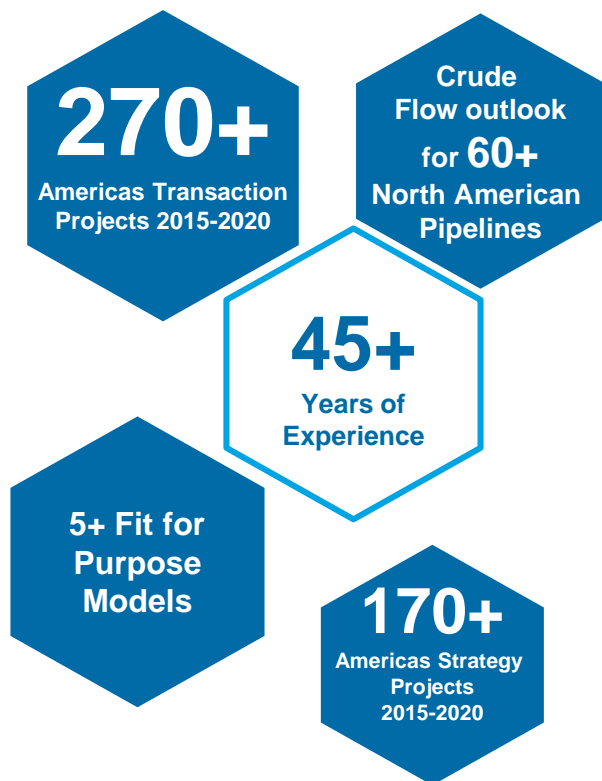 270+
Americas Transaction
Projects 2015-2020
Crude
Flow outlook
for 60+
North American
Pipelines
45+
Years of
Experience
5+ Fit for
Purpose
Models
170+
Americas Strategy
Projects
2015-2020